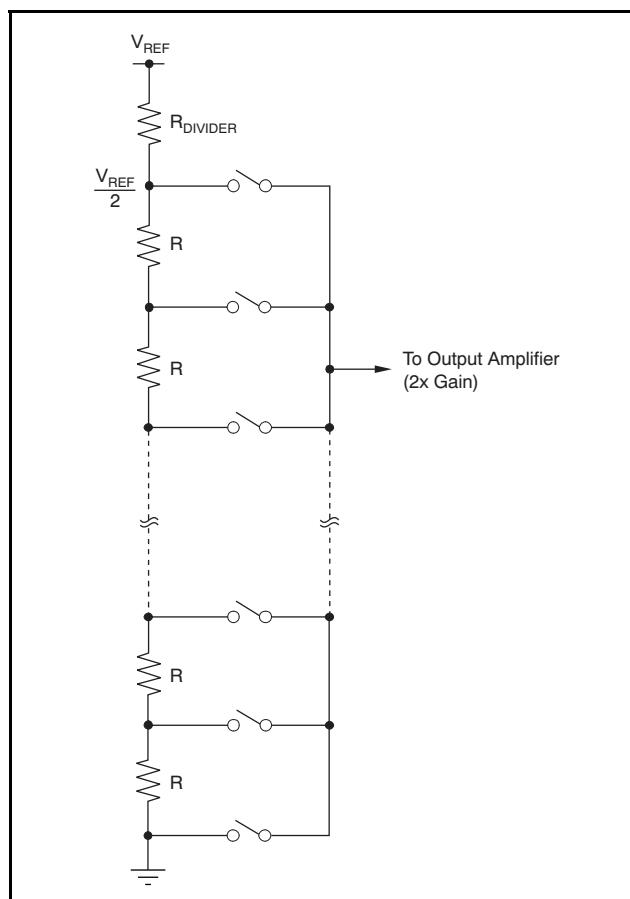 VREF
RDIVIDER
VREF
2
R
R
To Output Amplifier
(2x Gain)
R
R